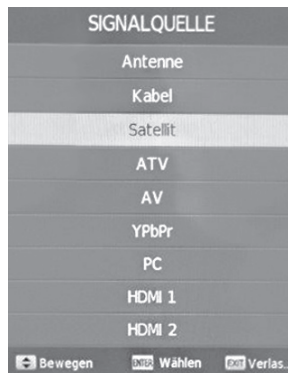 SIGNALQUELLE
Antenne
Kabel
Satellit
ATV
AV
YPbPr
PC
HDMI 1
HDMI 2
Bewegen ENTER Wählen EXIT Verlas..